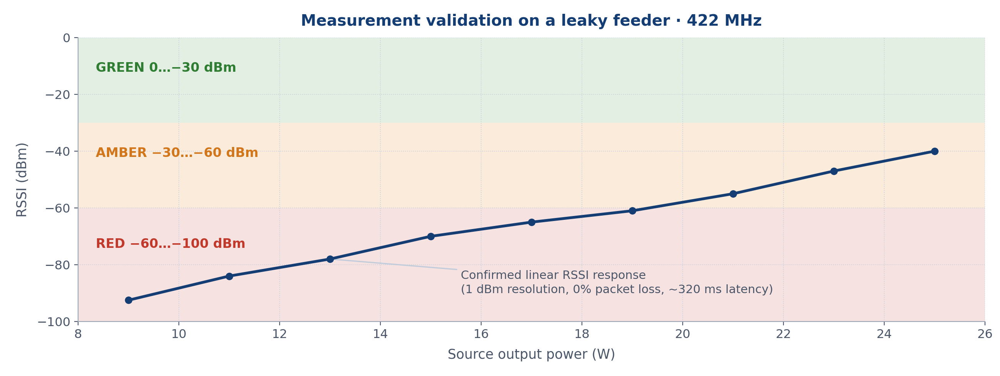 Measurement validation on a leaky feeder · 422 MHz
0
GREEN 0…−30 dBm
−20
AMBER −30…−60 dBm
−40
RSSI (dBm)
−60
RED −60…−100 dBm
−80
Confirmed linear RSSI response
(1 dBm resolution, 0% packet loss, ~320 ms latency)
−100
8 10 12 14 16 18 20 22 24 26
Source output power (W)